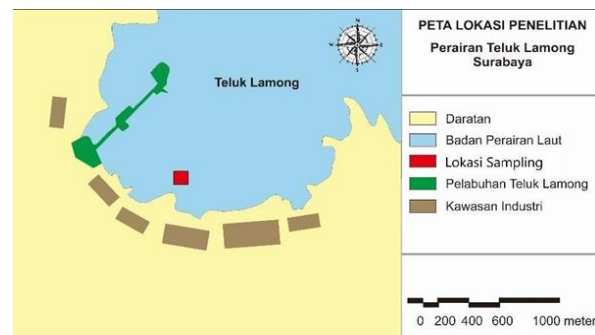 PETA LOKASI PENELITIAN
Perairan Teluk Lamong
Surabaya
Teluk Lamong
Daratan
Badan Perairan Laut
Lokasi Sampling
Pelabuhan Teluk Lamong
Kawasan Industri
0 200 400 600 1000 meter